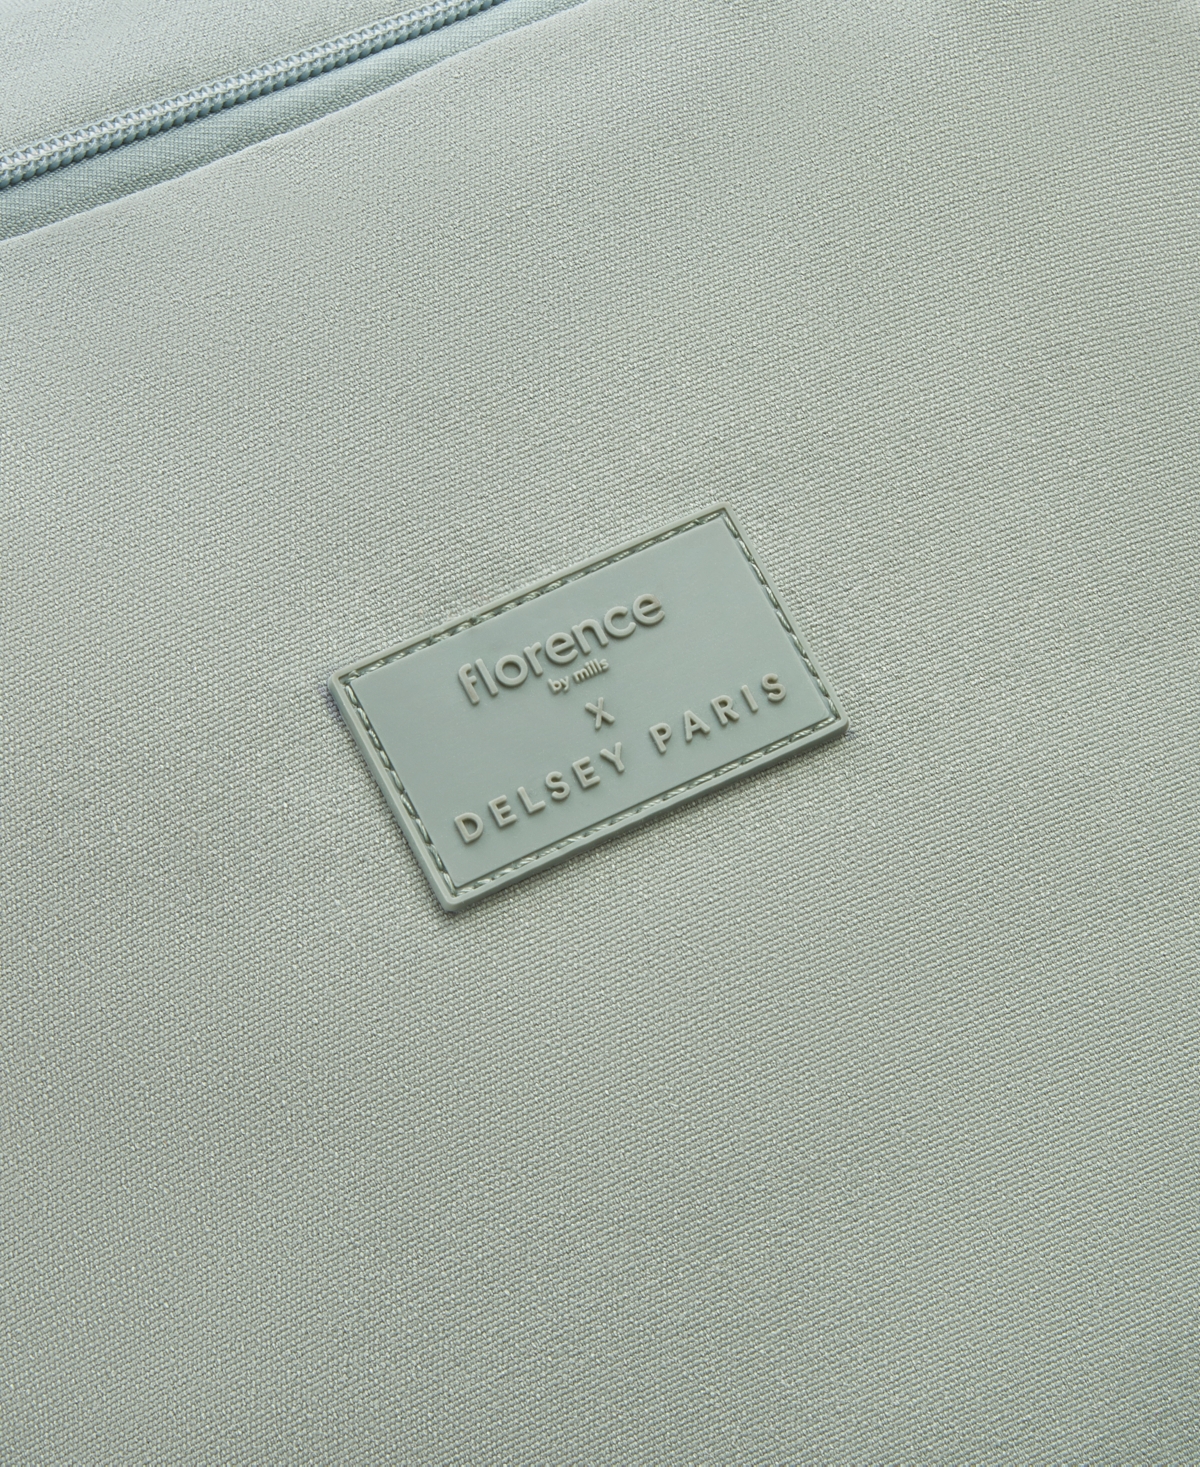 florence
by mills
X
DELSEY PARIS